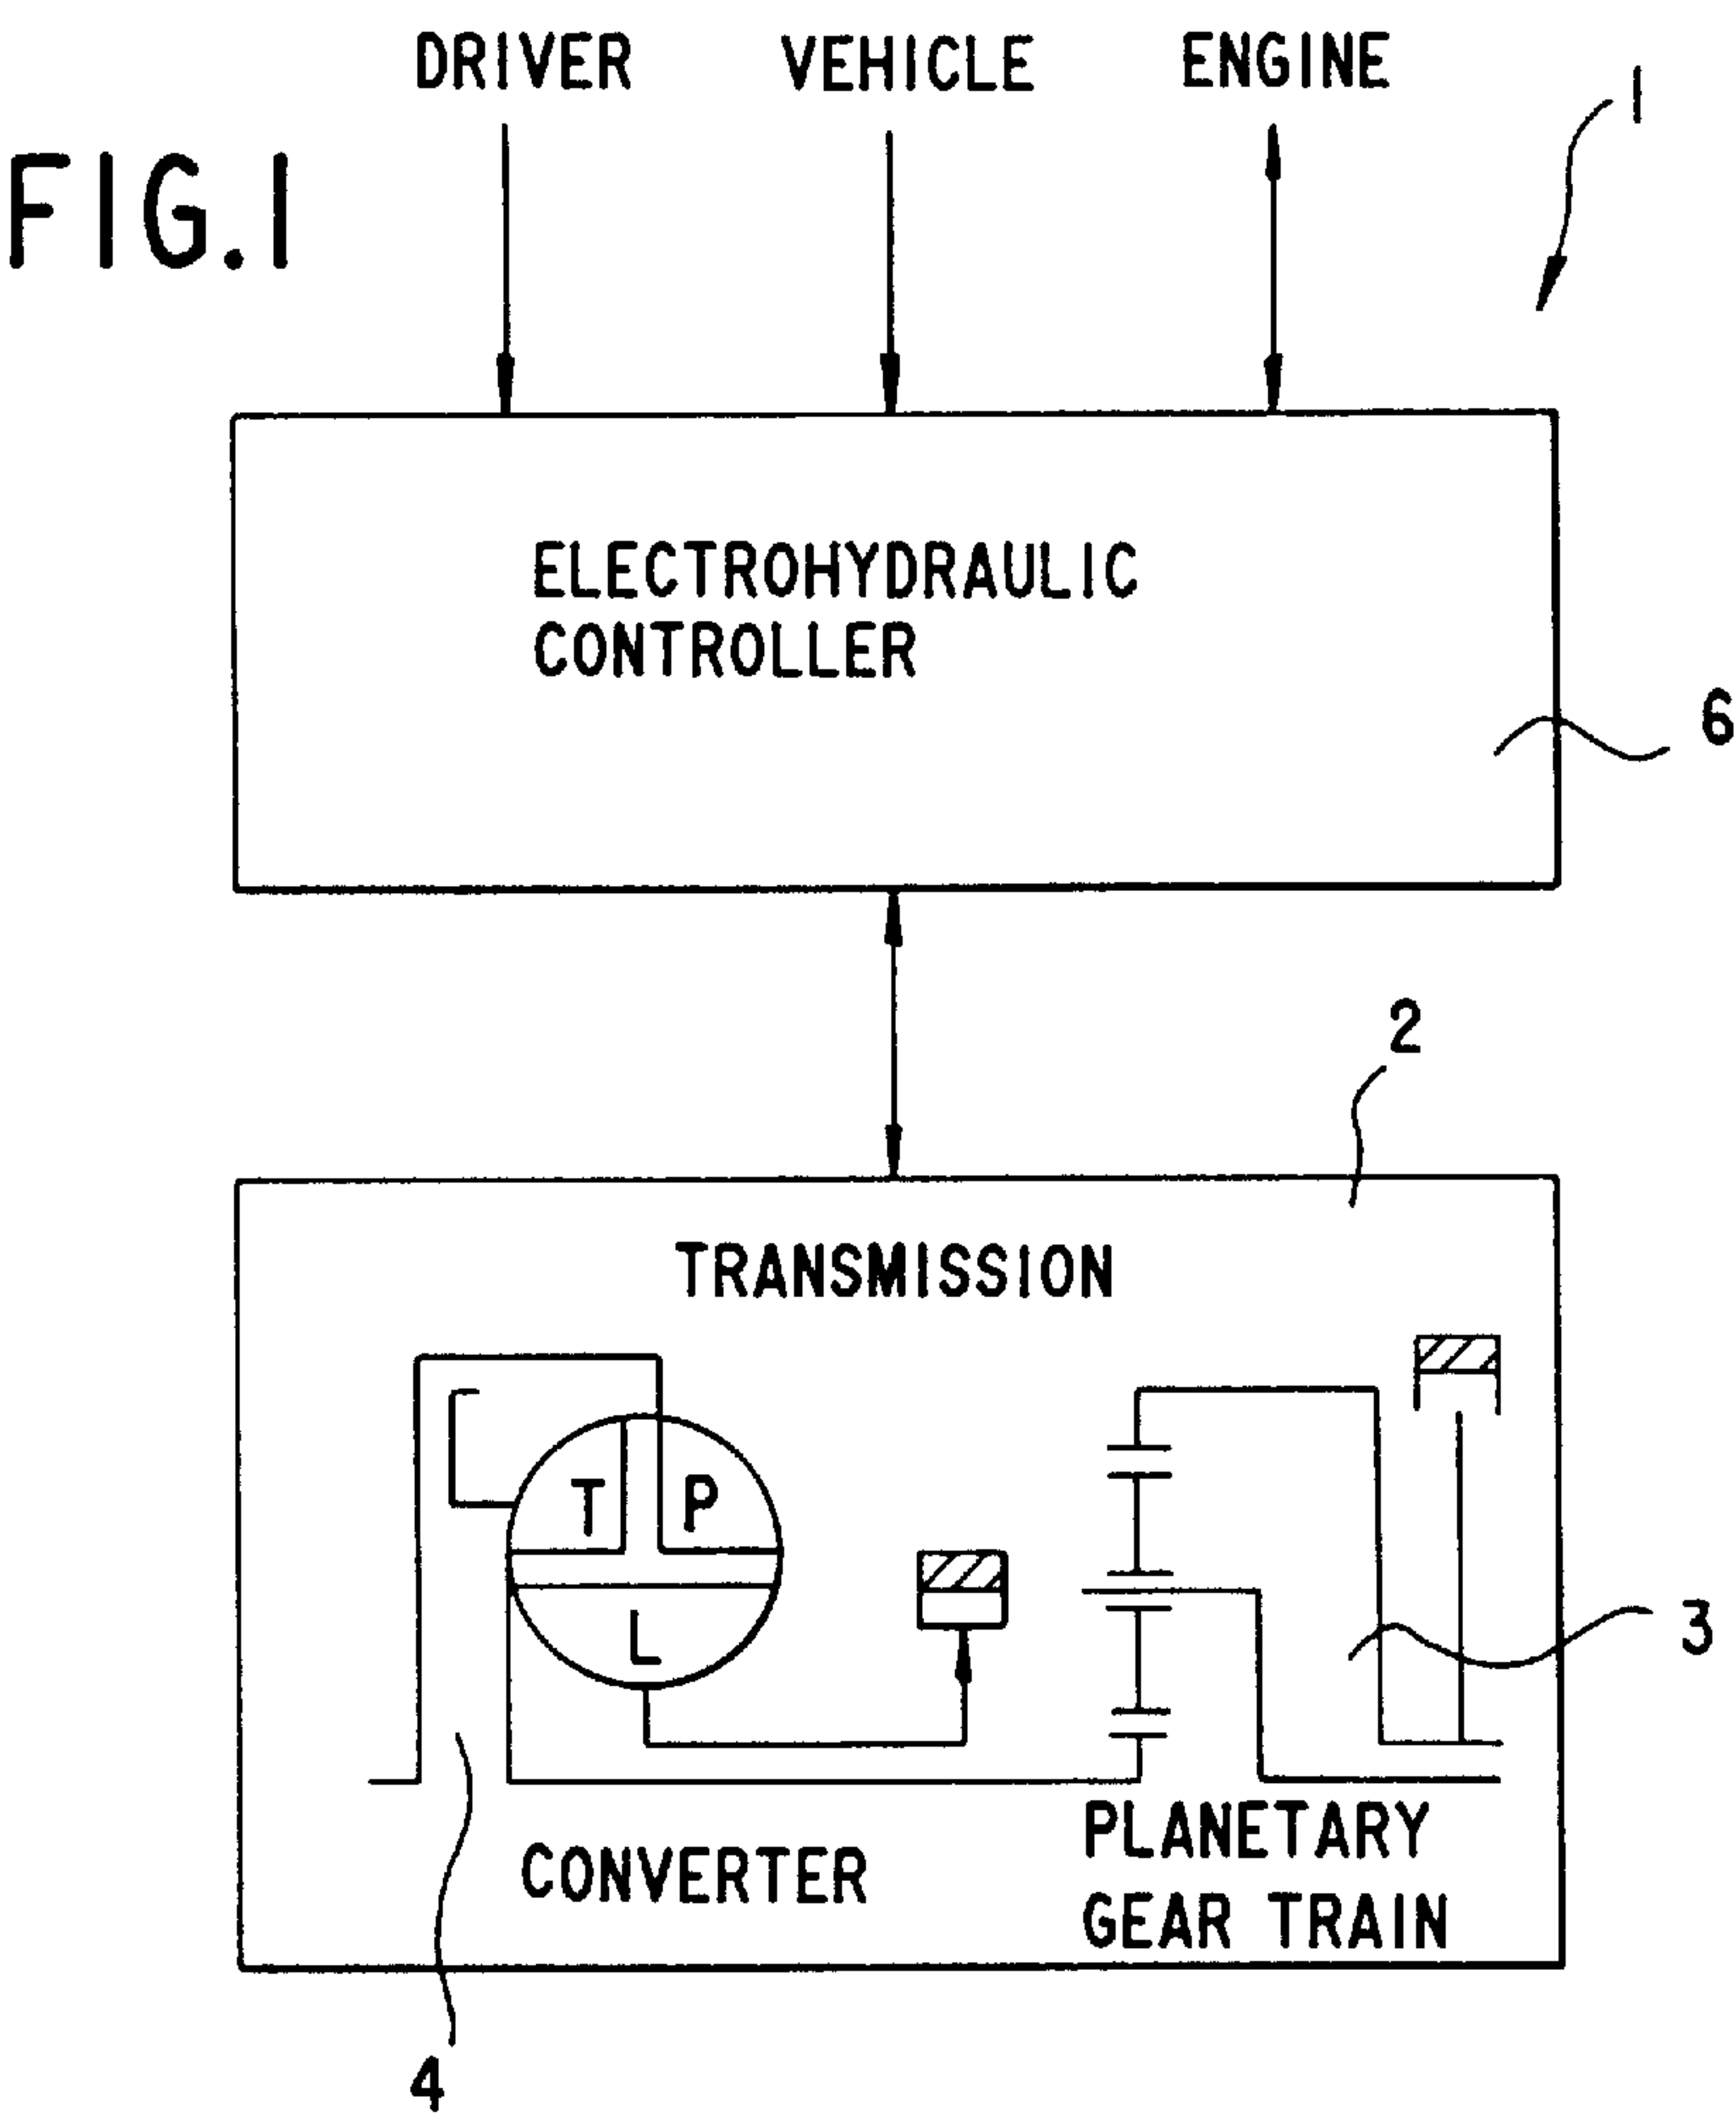 DRIVER VEHICLE ENGINE
1
FIG. 1
ELECTROHYDRAULIC
CONTROLLER
6
2
TRANSMISSION
T P
L
3
PLANETARY
CONVERTER
GEAR TRAIN
4